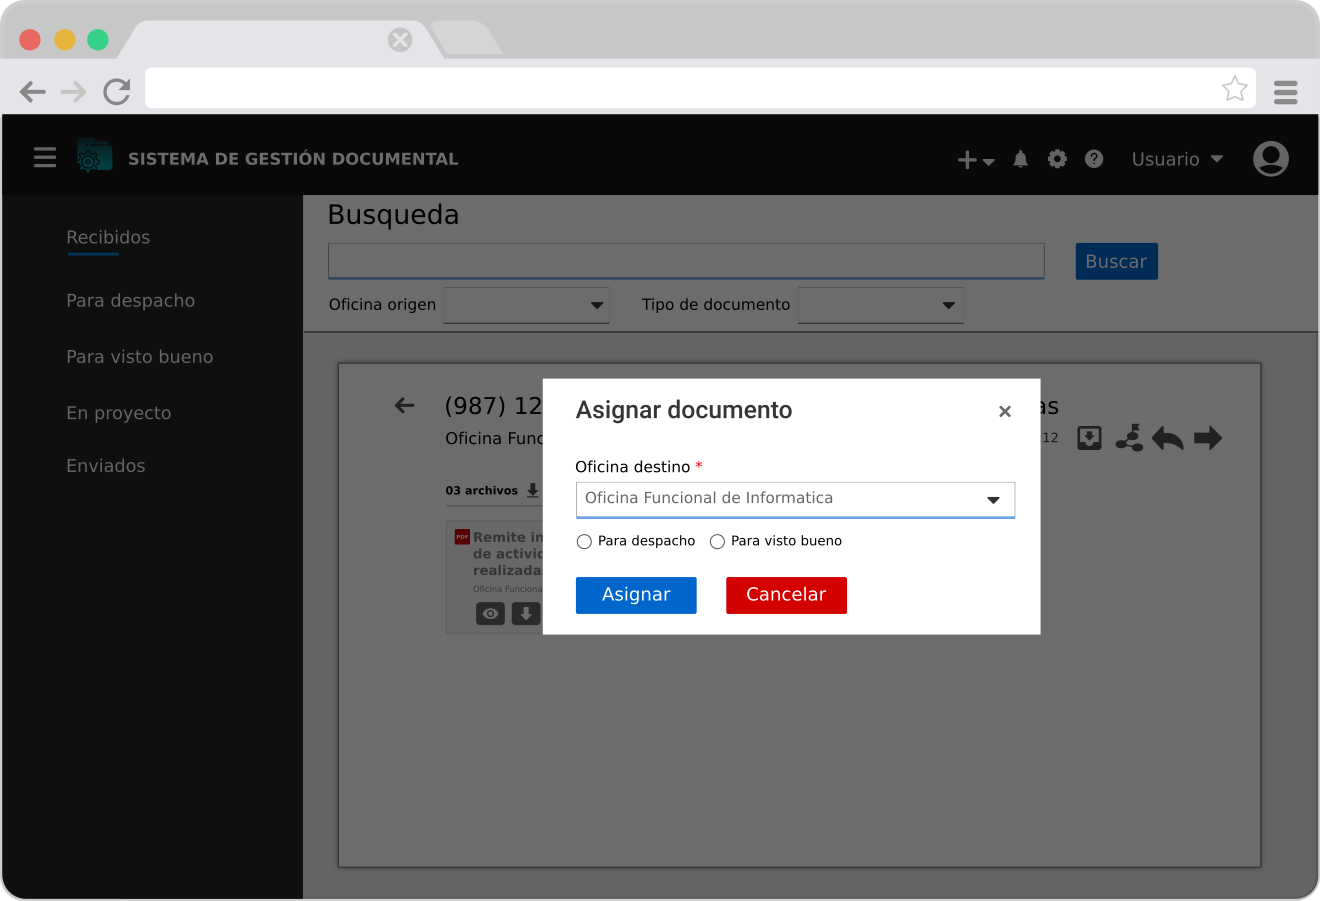 SISTEMA DE GESTIÓN DOCUMENTAL
Usuario
Recibidos
Para despacho
Para visto bueno
En proyecto
Enviados
Busqueda
Buscar
Oficina origen
Tipo de documento
(987) 12
as
Oficina Func
:12
03 archivos
PDF
Remite in
de activid
realizada
Oficina Funciona
Asignar documento
×
Oficina destino *
Oficina Funcional de Informatica
Para despacho
Para visto bueno
Asignar
Cancelar